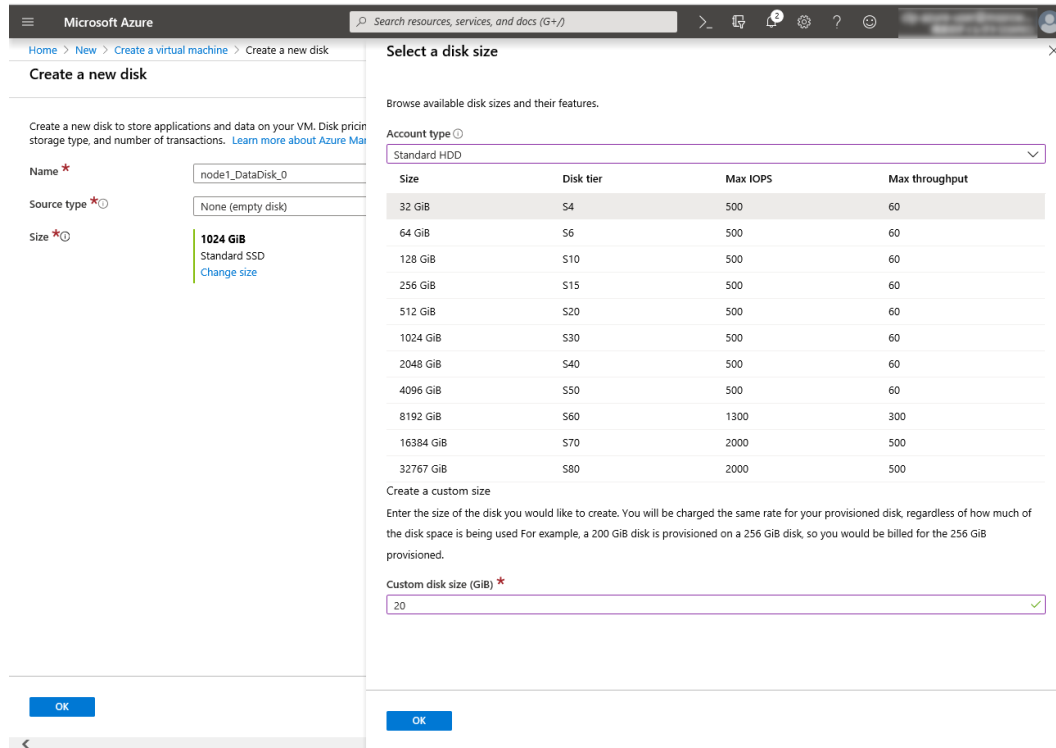 Microsoft Azure
Search resources, services, and docs (G+/)
2
Home > New > Create a virtual machine > Create a new disk
Create a new disk
Create a new disk to store applications and data on your VM. Disk
storage type, and number of transactions. Learn more about Azure
Name *
node1_DataDisk_0
Source type *
None (empty disk)
Size *
1024 GiB
Standard SSD
Change size
OK
Select a disk size
Browse available disk sizes and their features.
Account type
Standard HDD
Size Disk tier Max IOPS Max throughput
32 GiB S4 500 60
64 GiB S6 500 60
128 GiB S10 500 60
256 GiB S15 500 60
512 GiB S20 500 60
1024 GiB S30 500 60
2048 GiB S40 500 60
4096 GiB S50 500 60
8192 GiB S60 1300 300
16384 GiB S70 2000 500
32767 GiB S80 2000 500
Create a custom size
Enter the size of the disk you would like to create. You will be charged the same rate for your provisioned disk, regardless of how much of
the disk space is being used For example, a 200 GiB disk is provisioned on a 256 GiB disk, so you would be billed for the 256 GiB
provisioned.
Custom disk size (GiB) *
20
OK